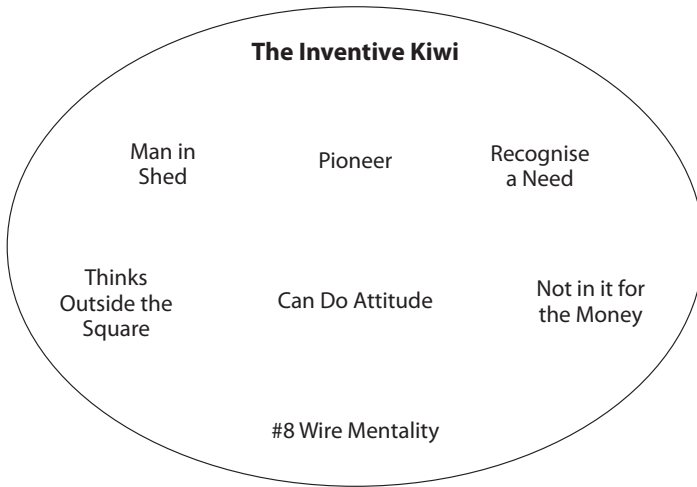 The Inventive Kiwi
Man in
Shed
Pioneer
Recognise
a Need
Thinks
Outside the
Square
Can Do Attitude
Not in it for
the Money
#8 Wire Mentality